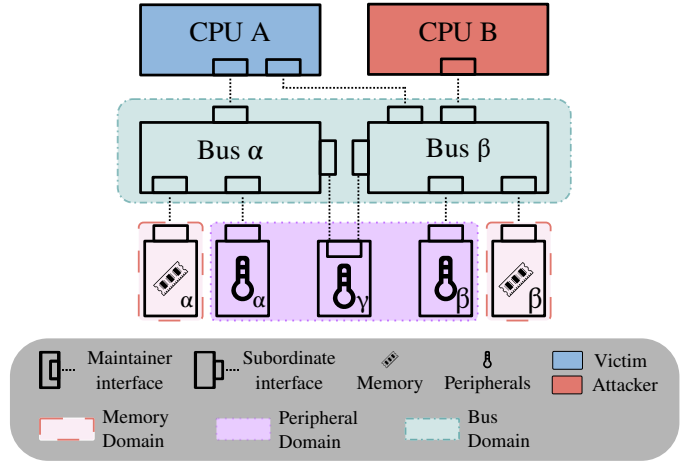 CPU A
CPU B
Bus α
Bus β
α
α
γ
β
β
Maintainer
interface
Subordinate
interface
Memory
Peripherals
Victim
Attacker
Memory
Domain
Peripheral
Domain
Bus
Domain